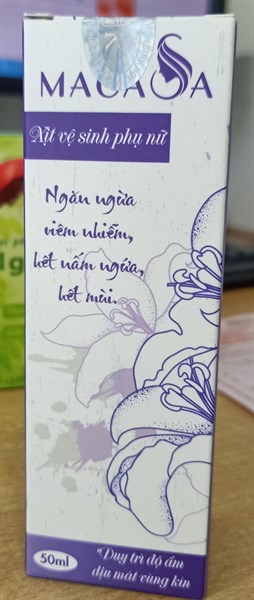 MACASA
Xịt vệ sinh phụ nữ
Ngăn ngừa
viêm nhiễm,
hết nấm ngứa,
hết mùi.
50ml
*Duy trì độ ẩm
dịu mát vùng kín